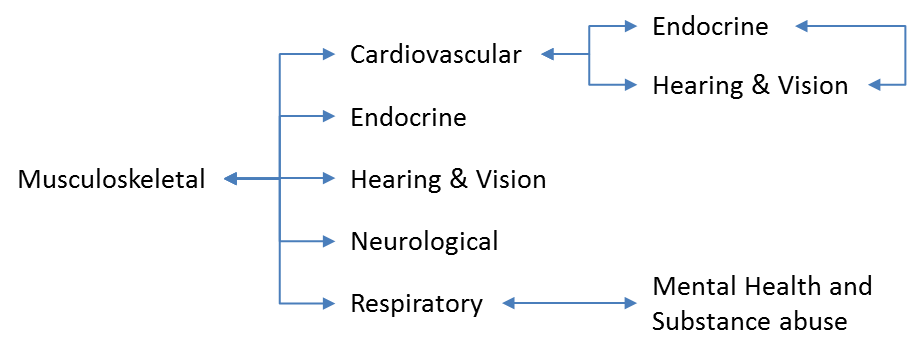 Musculoskeletal
Cardiovascular
Endocrine
Hearing & Vision
Neurological
Respiratory
Endocrine
Hearing & Vision
Mental Health and
Substance abuse